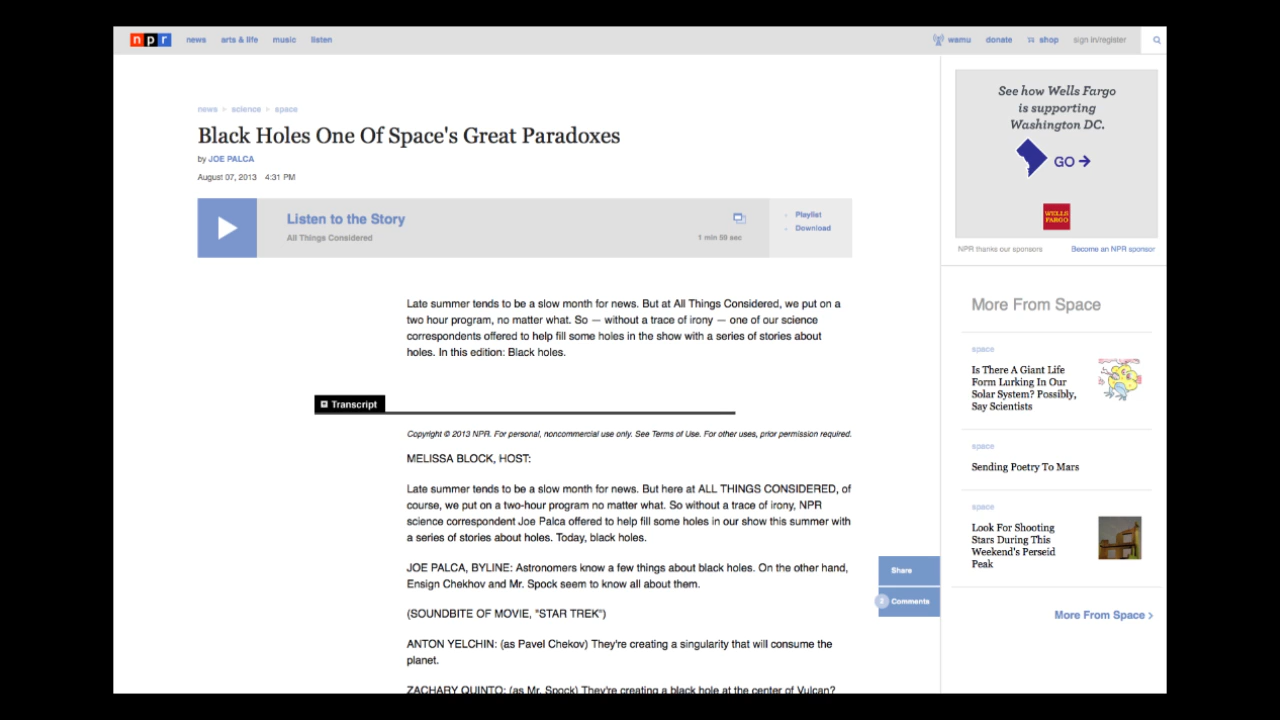 npr news arts & life music listen wamu donate shop sign in/register
news > science > space
Black Holes One Of Space's Great Paradoxes
by JOE PALCA
August 07, 2013 4:31 PM
Listen to the Story
All Things Considered
1 min 58 sec
Playlist
Download
Late summer tends to be a slow month for news. But at All Things Considered, we put on a
two hour program, no matter what. So — without a trace of irony — one of our science
correspondents offered to help fill some holes in the show with a series of stories about
holes. In this edition: Black holes.
Transcript
Copyright © 2013 NPR. For personal, noncommercial use only. See Terms of Use. For other uses, prior permission required.
MELISSA BLOCK, HOST:
Late summer tends to be a slow month for news. But here at ALL THINGS CONSIDERED, of
course, we put on a two-hour program no matter what. So without a trace of irony, NPR
science correspondent Joe Palca offered to help fill some holes in our show this summer with
a series of stories about holes. Today, black holes.
JOE PALCA, BYLINE: Astronomers know a few things about black holes. On the other hand,
Ensign Chekhov and Mr. Spock seem to know all about them.
(SOUNDBITE OF MOVIE, "STAR TREK")
ANTON YELCHIN: (as Pavel Chekov) They're creating a singularity that will consume the
planet.
ZACHARY QUINTO: (as Mr. Spock) They're creating a black hole at the center of Vulcan?
Share
Comments
See how Wells Fargo
is supporting
Washington DC.
GO
WELLS
FARGO
NPR thanks our sponsors Become an NPR sponsor
More From Space
space
Is There A Giant Life
Form Lurking In Our
Solar System? Possibly,
Say Scientists
space
Sending Poetry To Mars
space
Look For Shooting
Stars During This
Weekend's Perseid
Peak
More From Space >